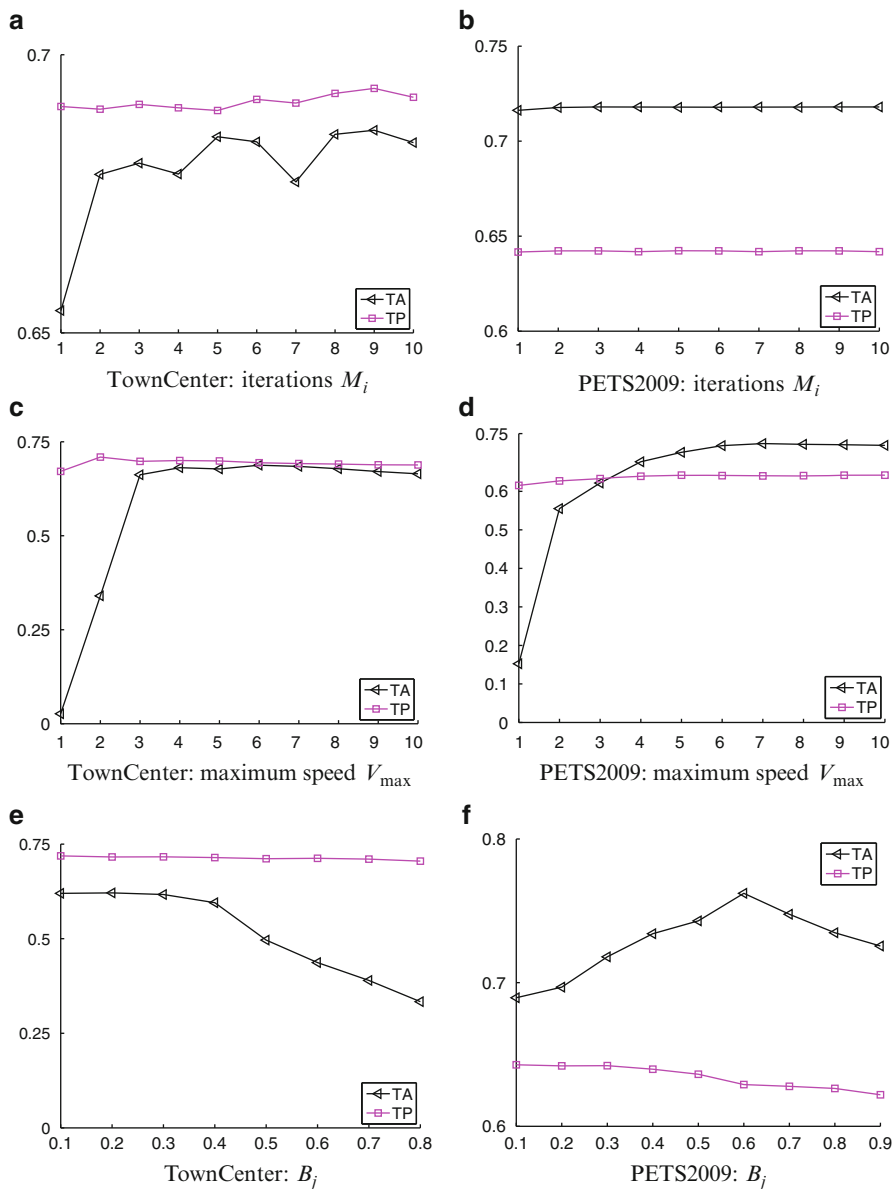 a
0.7
0.65
TA
TP
1 2 3 4 5 6 7 8 9 10
TownCenter: iterations M_i
b
0.75
0.7
0.65
0.6
TA
TP
1 2 3 4 5 6 7 8 9 10
PETS2009: iterations M_i
c
0.75
0.5
0.25
0
TA
TP
1 2 3 4 5 6 7 8 9 10
TownCenter: maximum speed V_max
d
0.75
0.6
0.5
0.4
0.3
0.2
0.1
0
TA
TP
1 2 3 4 5 6 7 8 9 10
PETS2009: maximum speed V_max
e
0.75
0.5
0.25
0
TA
TP
0.1 0.2 0.3 0.4 0.5 0.6 0.7 0.8
TownCenter: B_j
f
0.8
0.7
0.6
TA
TP
0.1 0.2 0.3 0.4 0.5 0.6 0.7 0.8 0.9
PETS2009: B_j